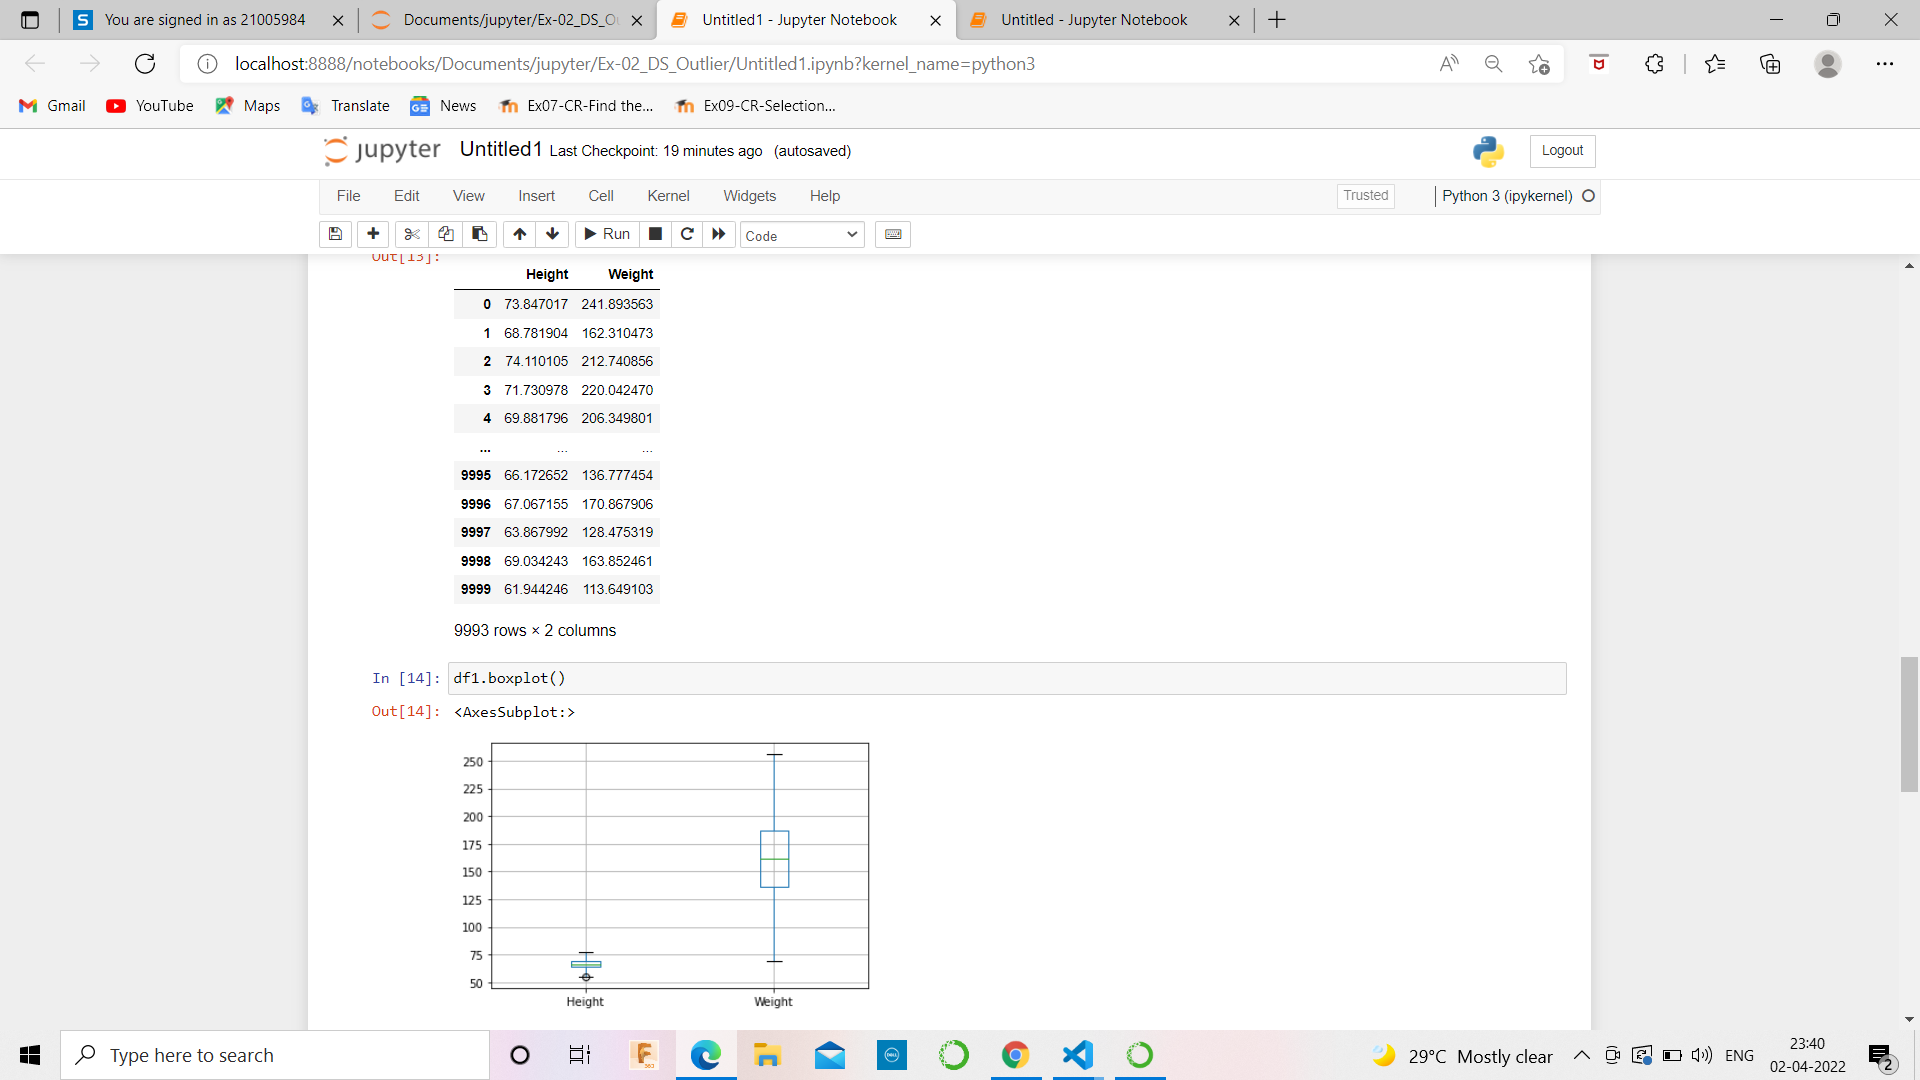 You are signed in as 21005984
Documents/jupyter/Ex-02_DS_Ou
Untitled1 - Jupyter Notebook
Untitled - Jupyter Notebook
localhost:8888/notebooks/Documents/jupyter/Ex-02_DS_Outlier/Untitled1.ipynb?kernel_name=python3
Gmail YouTube Maps Translate News Ex07-CR-Find the... Ex09-CR-Selection...
jupyter Untitled1 Last Checkpoint: 19 minutes ago (autosaved) Logout
File Edit View Insert Cell Kernel Widgets Help Trusted Python 3 (ipykernel)
Run Code
Out[13]:
Height Weight
0 73.847017 241.893563
1 68.781904 162.310473
2 74.110105 212.740856
3 71.730978 220.042470
4 69.881796 206.349801
... ... ...
9995 66.172652 136.777454
9996 67.067155 170.867906
9997 63.867992 128.475319
9998 69.034243 163.852461
9999 61.944246 113.649103
9993 rows × 2 columns
In [14]: df1.boxplot()
Out[14]: <AxesSubplot:>
250
225
200
175
150
125
100
75
50
Height Weight
Type here to search
29°C Mostly clear
ENG
23:40
02-04-2022
2